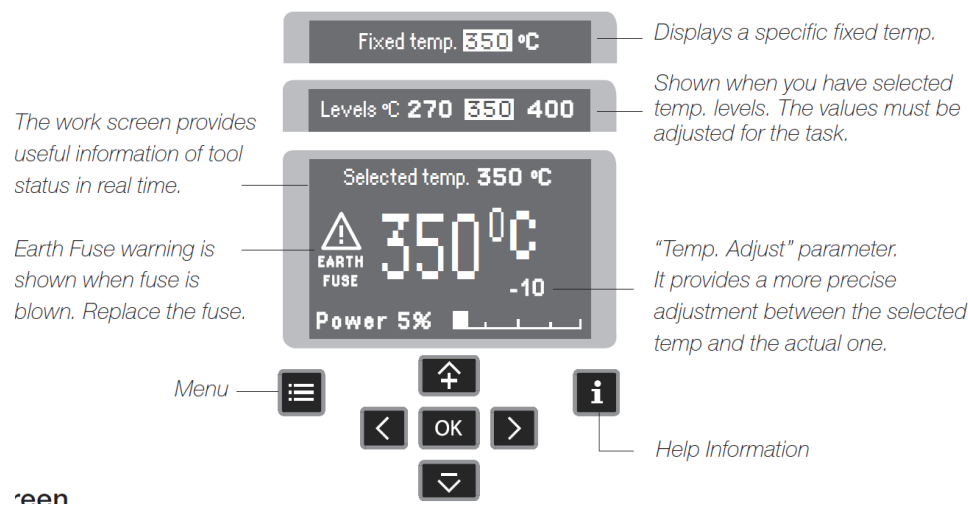 Fixed temp. 350 ºC
Displays a specific fixed temp.
Levels ºC 270 350 400
Shown when you have selected
temp. levels. The values must be
adjusted for the task.
The work screen provides
useful information of tool
status in real time.
Selected temp. 350 ºC
350ºC
EARTH
FUSE
-10
Power 5%
Earth Fuse warning is
shown when fuse is
blown. Replace the fuse.
“Temp. Adjust” parameter.
It provides a more precise
adjustment between the selected
temp and the actual one.
Menu
OK
i
Help Information